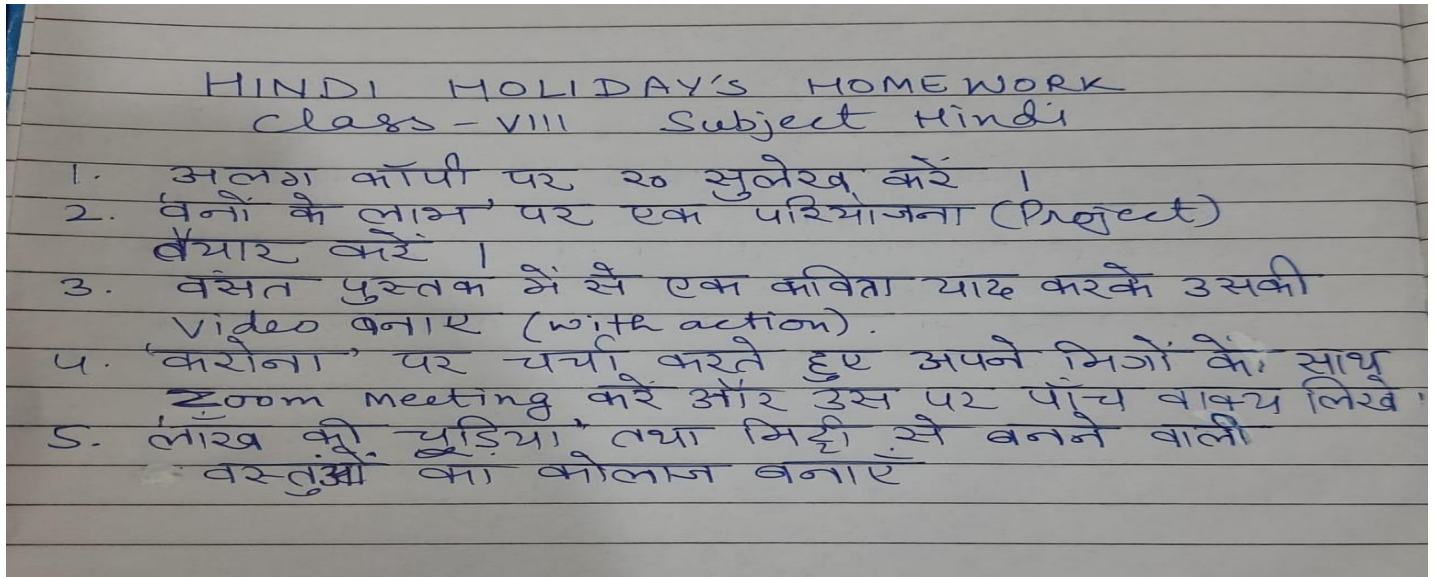 HINDI HOLIDAY'S HOMEWORK
Class - VIII Subject Hindi
1. अलग कॉपी पर २० सुलेख करें ।
2. 'वनों के लाभ' पर एक परियोजना (Project)
तैयार करें ।
3. वसंत पुस्तक में से एक कविता याद करके उसकी
Video बनाए (with action).
4. 'करोना' पर चर्चा करते हुए अपने मित्रों के साथ
Zoom Meeting करें और उस पर पाँच वाक्य लिखे ।
5. 'लाँख की चूड़िया' तथा मिट्टी से बनने वाली
वस्तुओं का कोलाज बनाएँ